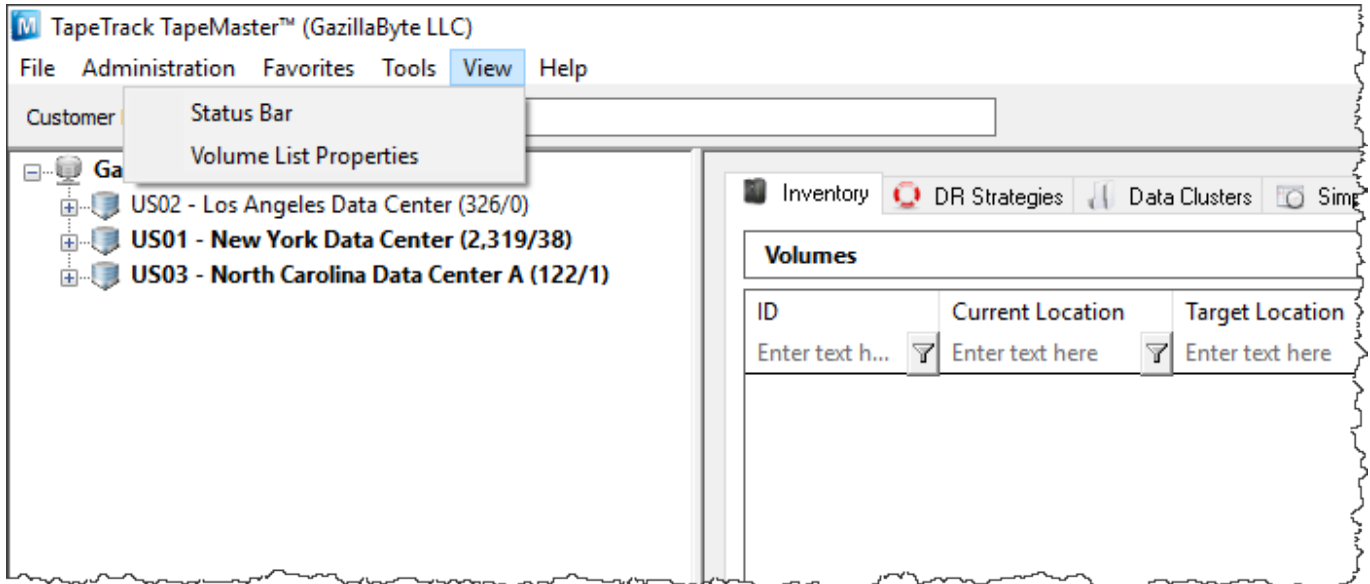 TapeTrack TapeMaster™ (GazillaByte LLC)
File Administration Favorites Tools View Help
Customer
Status Bar
Volume List Properties
Ga
US02 - Los Angeles Data Center (326/0)
US01 - New York Data Center (2,319/38)
US03 - North Carolina Data Center A (122/1)
Inventory DR Strategies Data Clusters Simp
Volumes
ID Current Location Target Location
Enter text h... Enter text here Enter text here